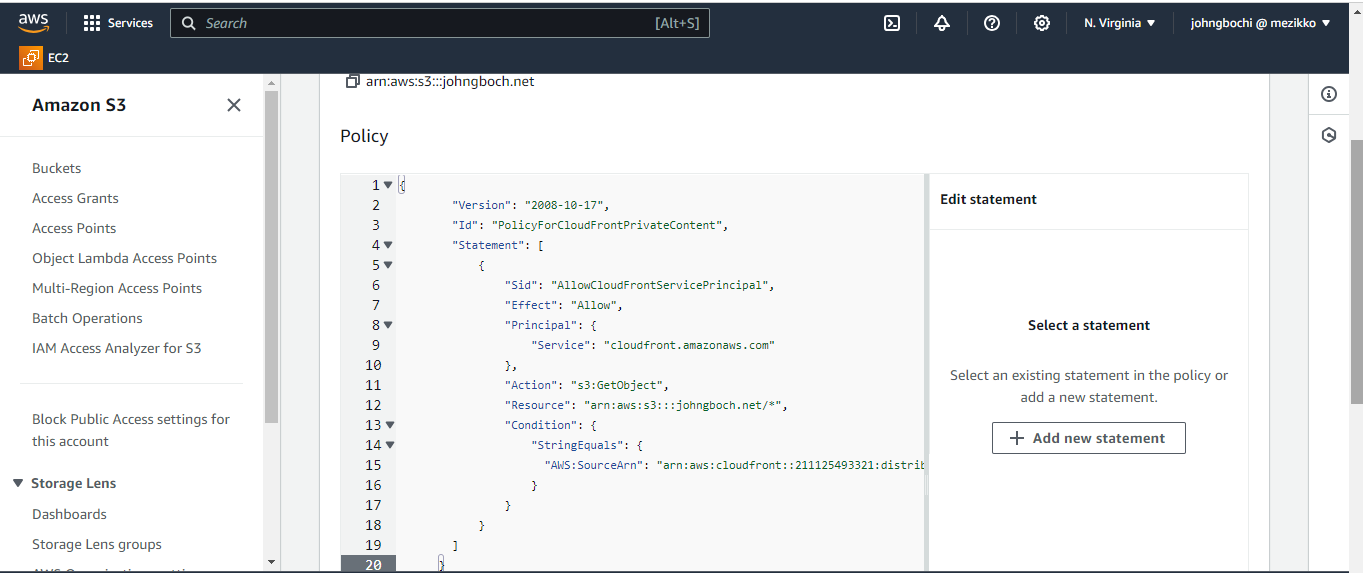 aws
Services
Search
[Alt+S]
N. Virginia
johngbochi @ mezikko
EC2
Amazon S3
Buckets
Access Grants
Access Points
Object Lambda Access Points
Multi-Region Access Points
Batch Operations
IAM Access Analyzer for S3
Block Public Access settings for
this account
Storage Lens
Dashboards
Storage Lens groups
arn:aws:s3:::johngboch.net
Policy
1 {
2 "Version": "2008-10-17",
3 "Id": "PolicyForCloudFrontPrivateContent",
4 "Statement": [
5 {
6 "Sid": "AllowCloudFrontServicePrincipal",
7 "Effect": "Allow",
8 "Principal": {
9 "Service": "cloudfront.amazonaws.com"
10 },
11 "Action": "s3:GetObject",
12 "Resource": "arn:aws:s3:::johngboch.net/*",
13 "Condition": {
14 "StringEquals": {
15 "AWS:SourceArn": "arn:aws:cloudfront::211125493321:distrib
16 }
17 }
18 }
19 ]
20 }
Edit statement
Select a statement
Select an existing statement in the policy or
add a new statement.
+ Add new statement